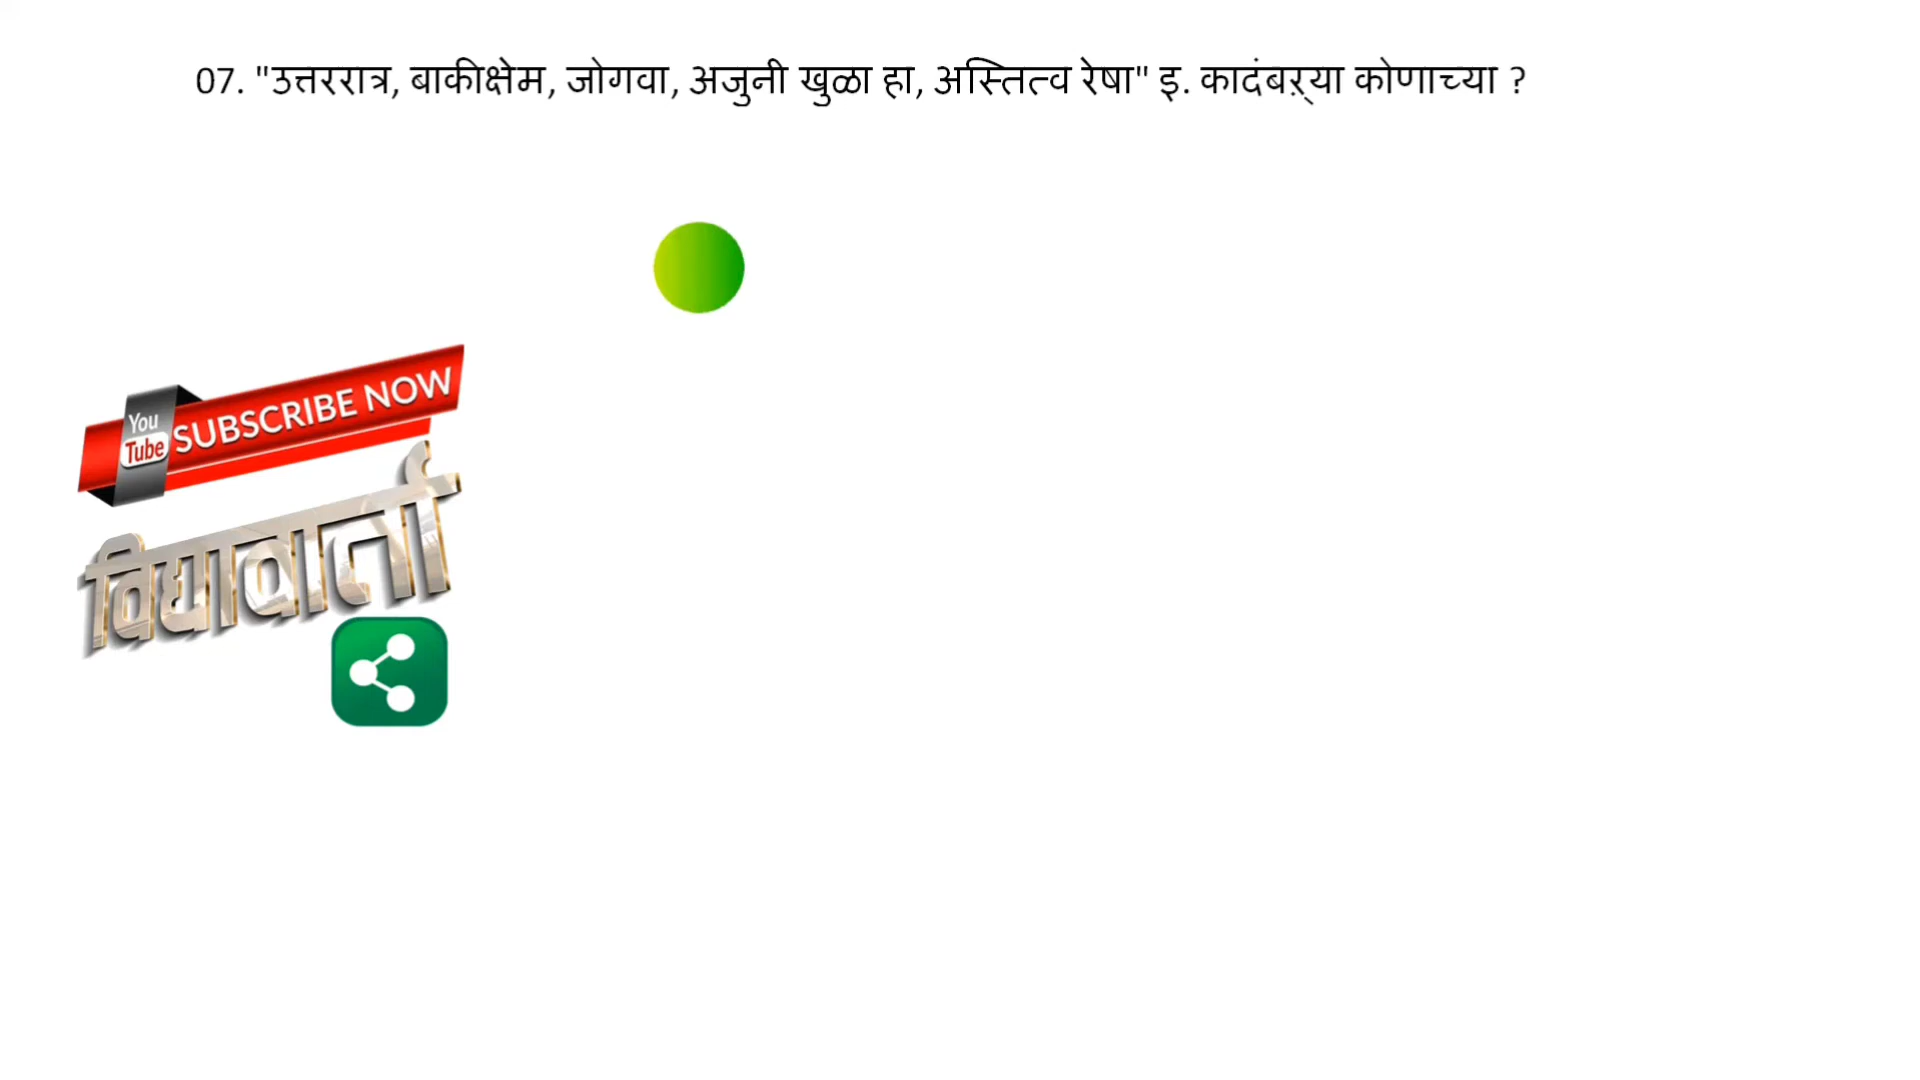 07. "उत्तररात्र, बाकीक्षेम, जोगवा, अजुनी खुळा हा, अस्तित्व रेषा" इ. कादंबऱ्या कोणाच्या ?
You
Tube
SUBSCRIBE NOW
विद्यावार्ता